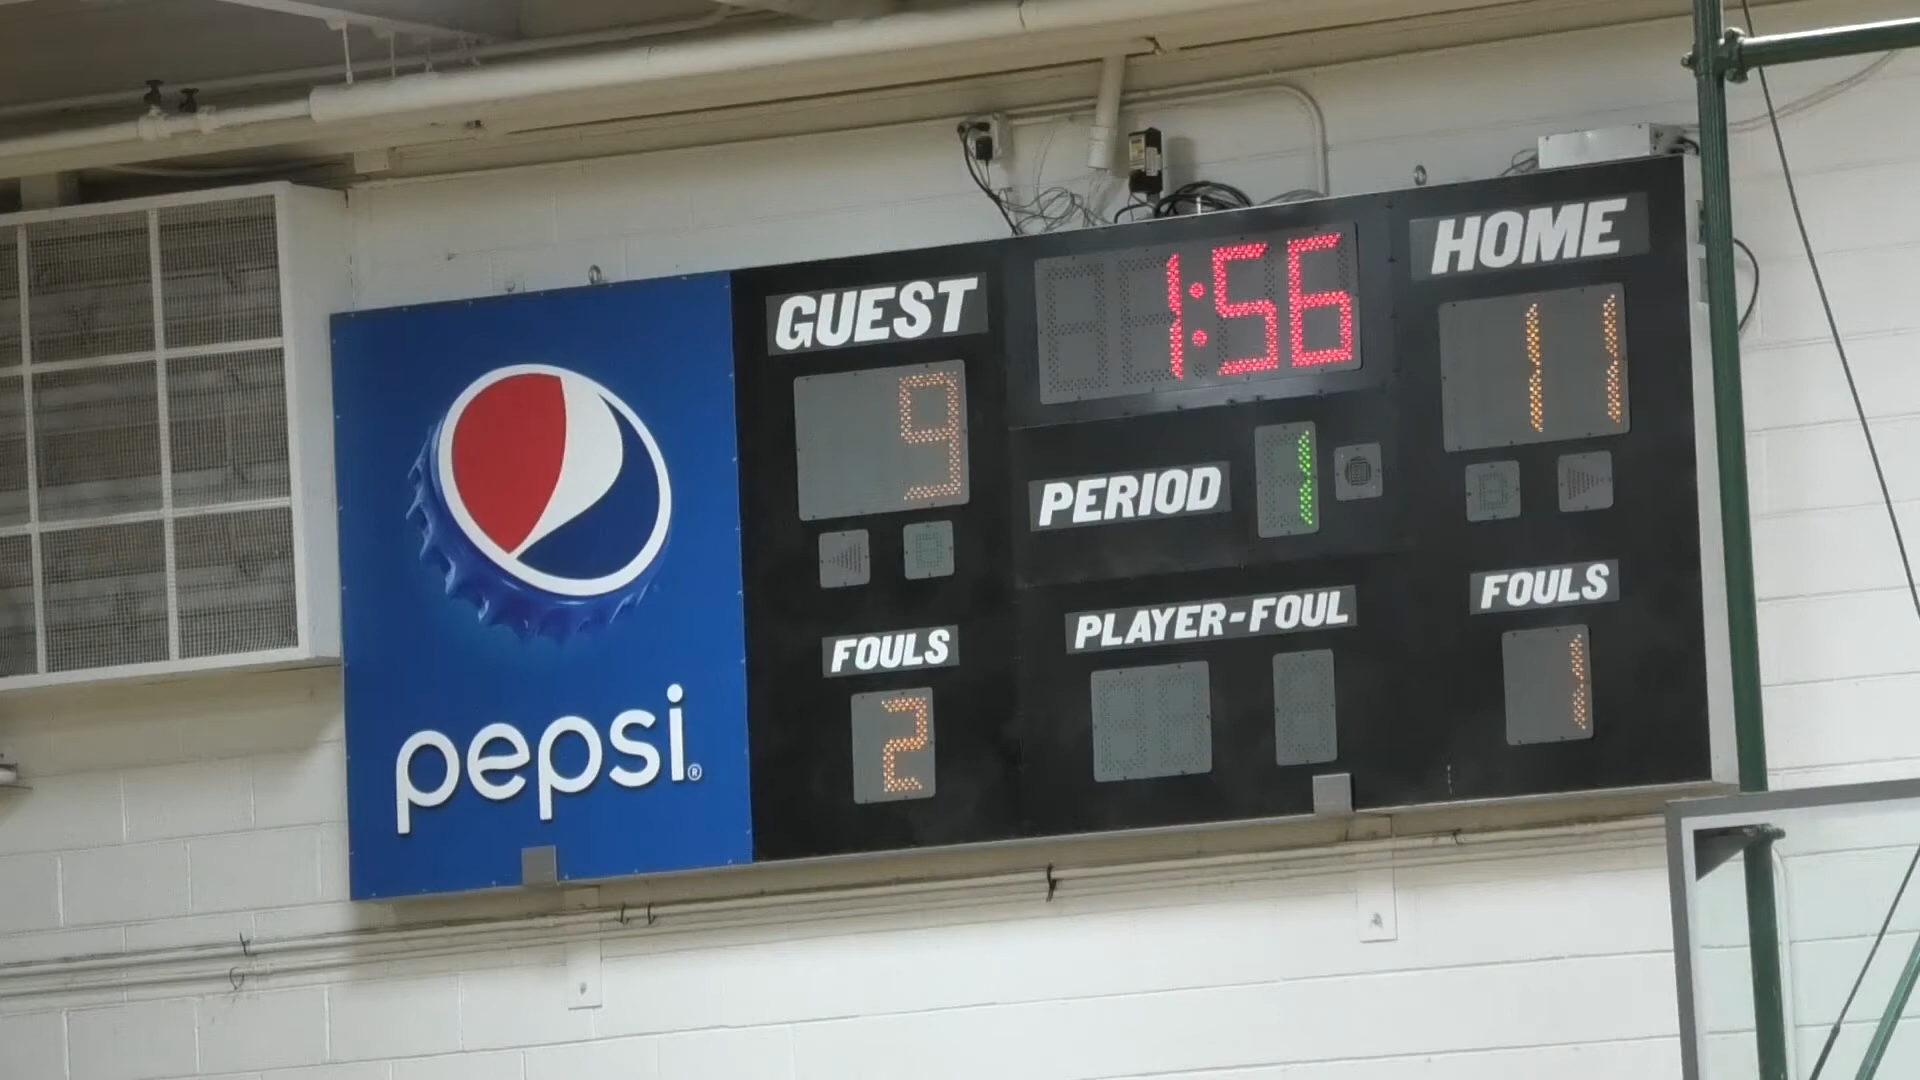 pepsi®
GUEST
9
1:56
HOME
11
PERIOD 1
FOULS
2
PLAYER-FOUL
FOULS
1